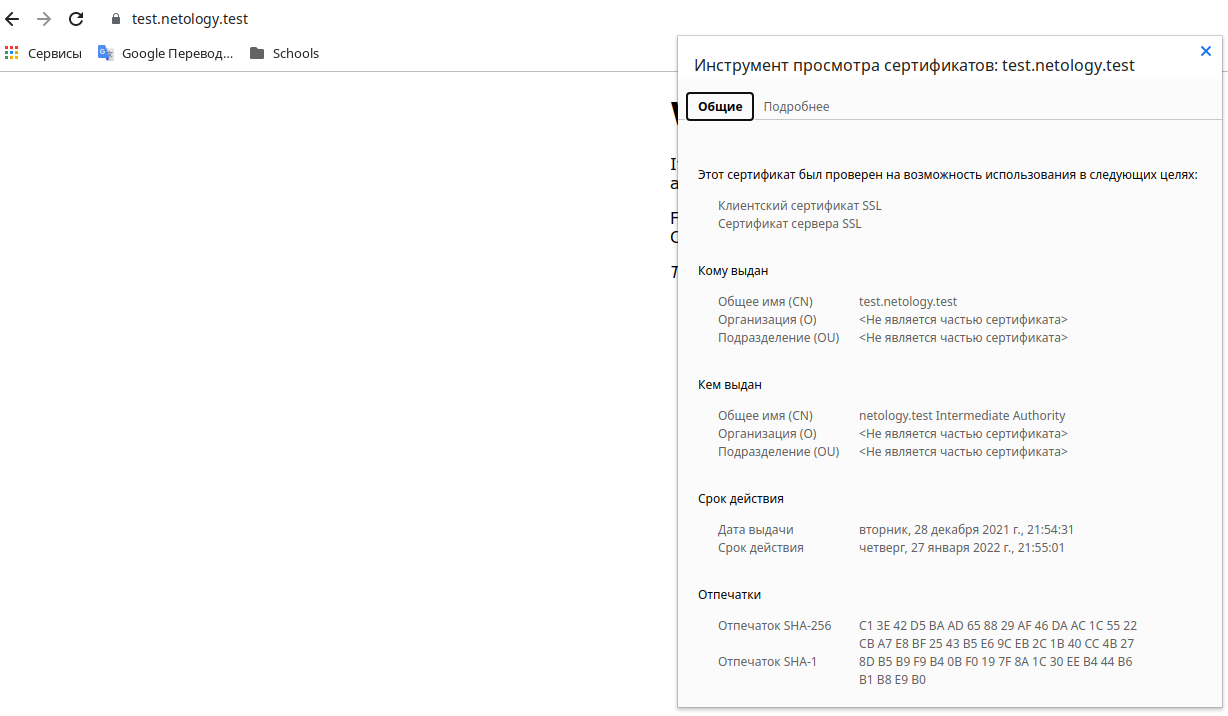 test.netology.test
Сервисы
Google Перевод...
Schools
Инструмент просмотра сертификатов: test.netology.test
Общие
Подробнее
Этот сертификат был проверен на возможность использования в следующих целях:
Клиентский сертификат SSL
Сертификат сервера SSL
Кому выдан
Общее имя (CN) test.netology.test
Организация (O) <Не является частью сертификата>
Подразделение (OU) <Не является частью сертификата>
Кем выдан
Общее имя (CN) netology.test Intermediate Authority
Организация (O) <Не является частью сертификата>
Подразделение (OU) <Не является частью сертификата>
Срок действия
Дата выдачи вторник, 28 декабря 2021 г., 21:54:31
Срок действия четверг, 27 января 2022 г., 21:55:01
Отпечатки
Отпечаток SHA-256 C1 3E 42 D5 BA AD 65 88 29 AF 46 DA AC 1C 55 22
CB A7 E8 BF 25 43 B5 E6 9C EB 2C 1B 40 CC 4B 27
Отпечаток SHA-1 8D B5 B9 F9 B4 0B F0 19 7F 8A 1C 30 EE B4 44 B6
B1 B8 E9 B0